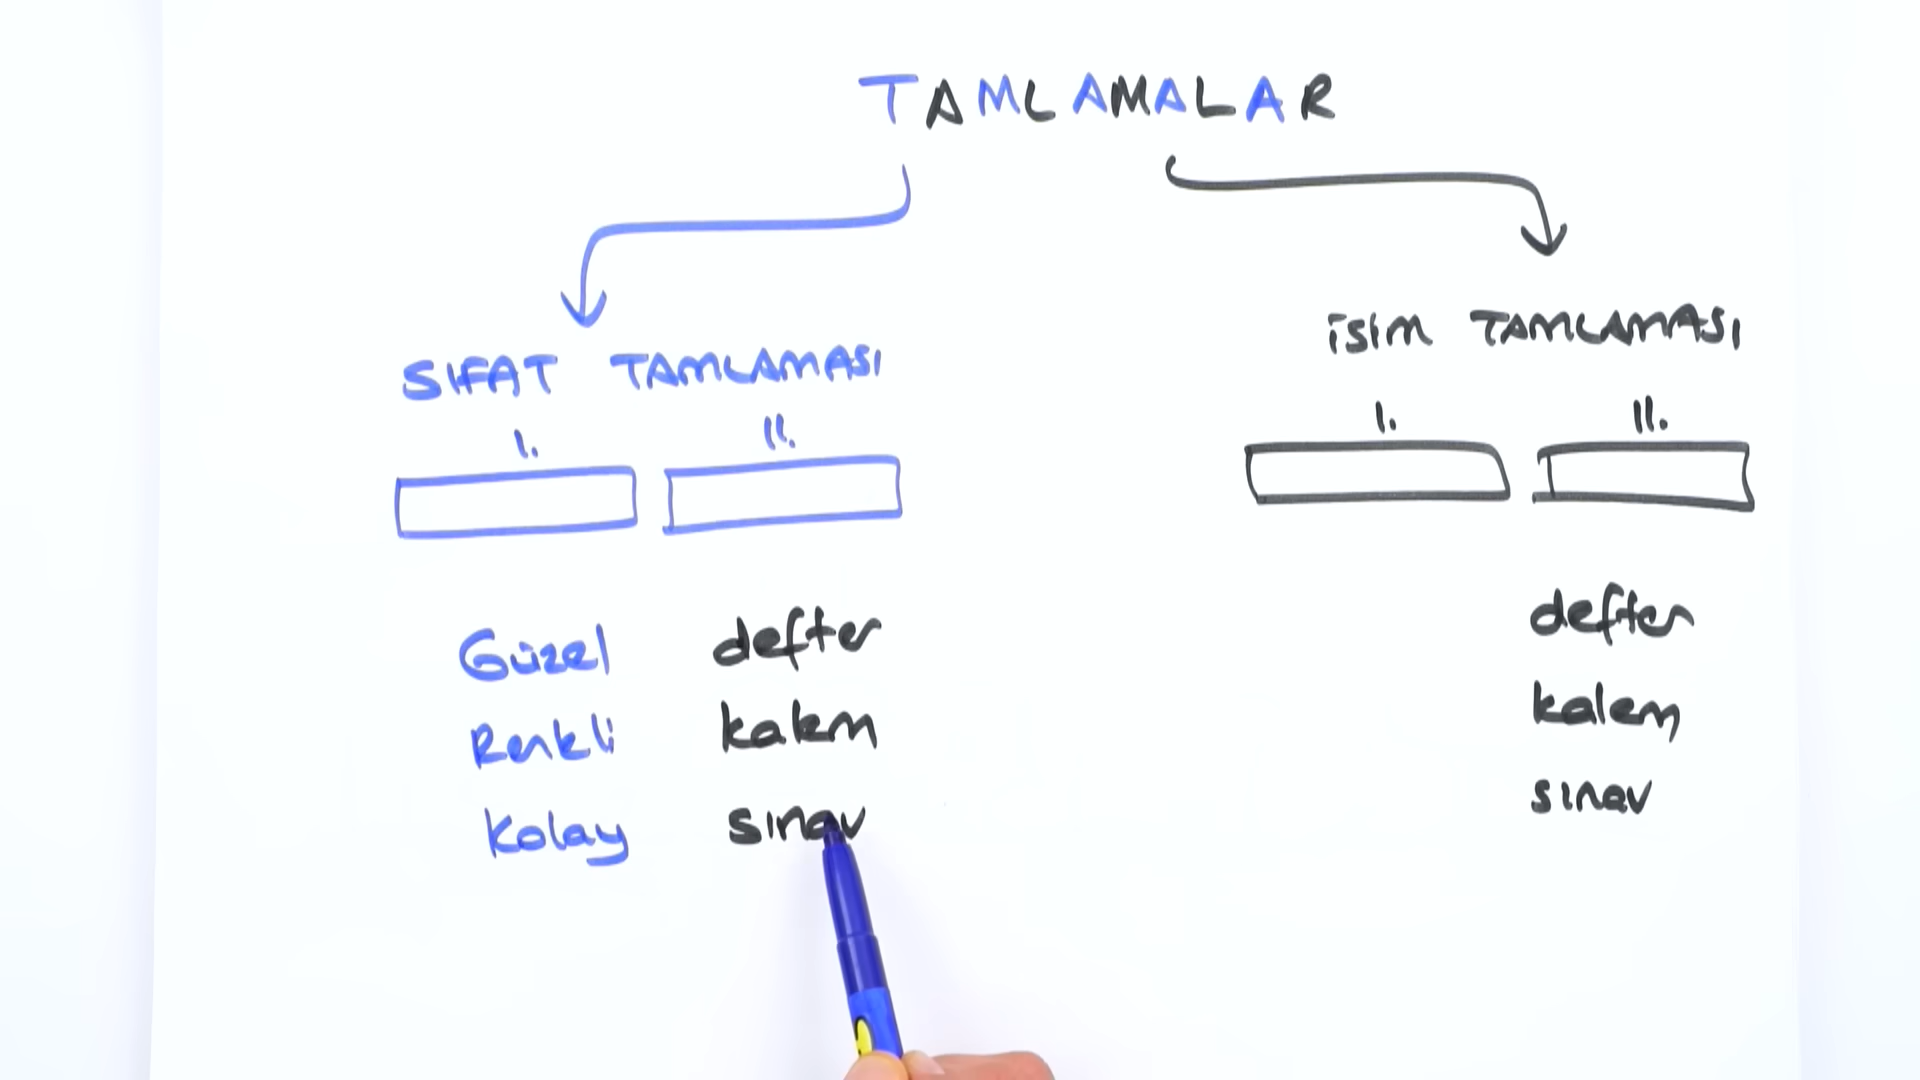 TAMLAMALAR
SIFAT TAMLAMASI
I. II.
Güzel defter
Renkli kalem
Kolay sınav
İSİM TAMLAMASI
I. II.
defter
kalem
sınav